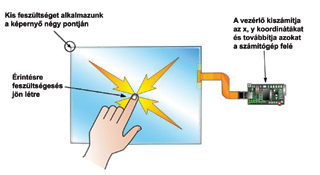 Kis feszültséget alkalmazunk
a képernyő négy pontján
A vezérlő kiszámítja
az x, y koordinátákat
és továbbítja azokat
a számítógép felé
Érintésre
feszültségesés
jön létre